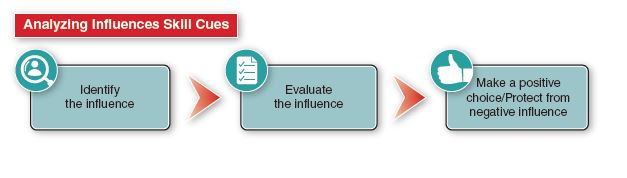 Analyzing Influences Skill Cues
Identify
the influence
Evaluate
the influence
Make a positive
choice/Protect from
negative influence